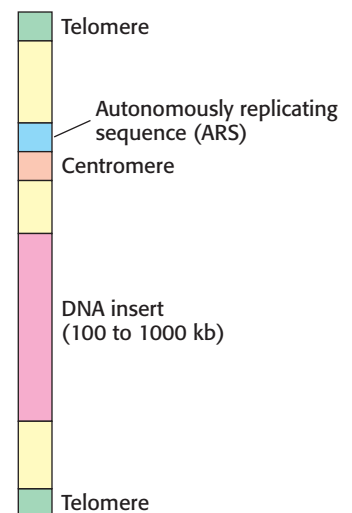 Telomere
Autonomously replicating
sequence (ARS)
Centromere
DNA insert
(100 to 1000 kb)
Telomere